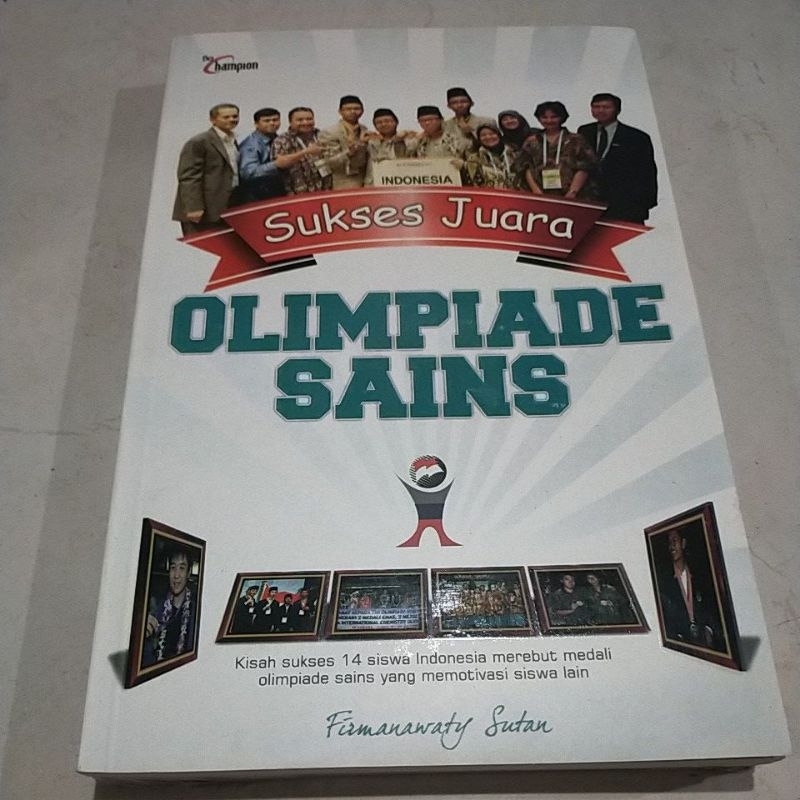 The Champion
INDONESIA
Sukses Juara
OLIMPIADE
SAINS
Kisah sukses 14 siswa Indonesia merebut medali
olimpiade sains yang memotivasi siswa lain
Firmanawaty Sutan